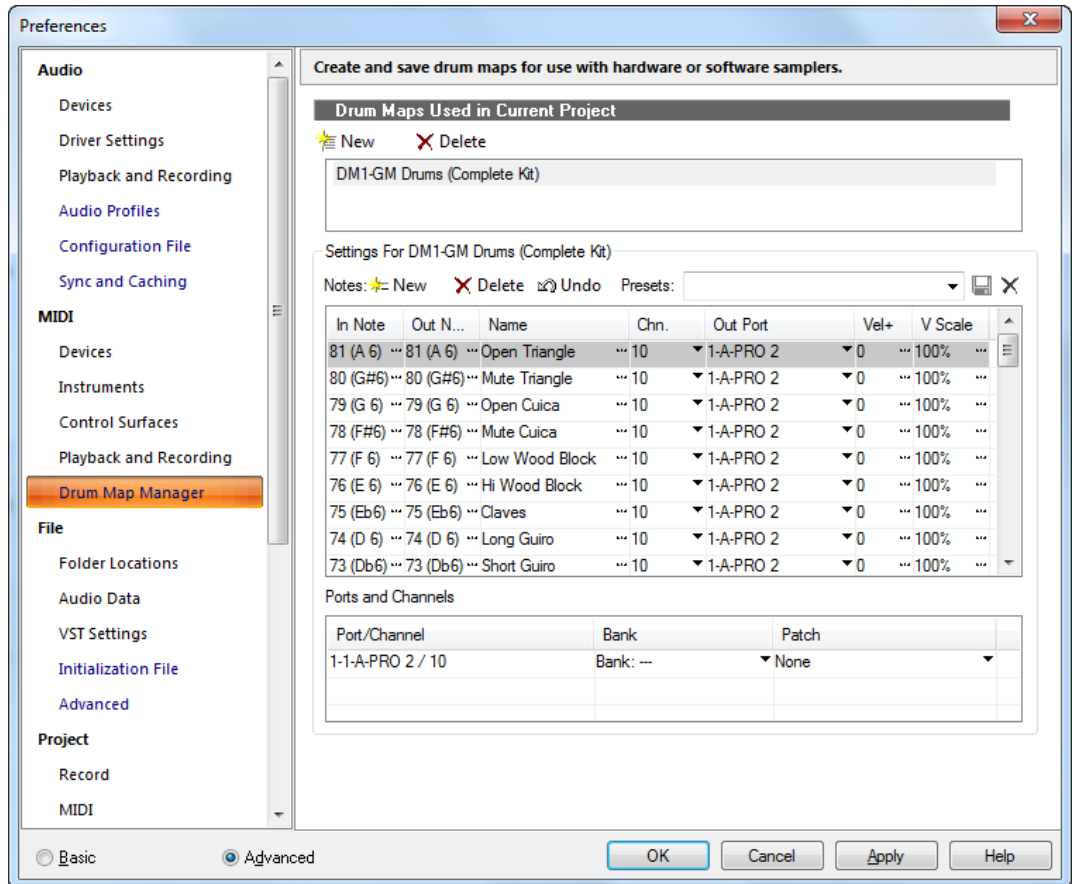 Preferences
Audio
Devices
Driver Settings
Playback and Recording
Audio Profiles
Configuration File
Sync and Caching
MIDI
Devices
Instruments
Control Surfaces
Playback and Recording
Drum Map Manager
File
Folder Locations
Audio Data
VST Settings
Initialization File
Advanced
Project
Record
MIDI
Basic Advanced
Create and save drum maps for use with hardware or software samplers.
Drum Maps Used in Current Project
New Delete
DM1-GM Drums (Complete Kit)
Settings For DM1-GM Drums (Complete Kit)
Notes: New Delete Undo Presets:
In Note Out N... Name Chn. Out Port Vel+ V Scale
81 (A 6) ... 81 (A 6) ... Open Triangle ... 10 1-A-PRO 2 0 ... 100% ...
80 (G#6) ... 80 (G#6) ... Mute Triangle ... 10 1-A-PRO 2 0 ... 100% ...
79 (G 6) ... 79 (G 6) ... Open Cuica ... 10 1-A-PRO 2 0 ... 100% ...
78 (F#6) ... 78 (F#6) ... Mute Cuica ... 10 1-A-PRO 2 0 ... 100% ...
77 (F 6) ... 77 (F 6) ... Low Wood Block ... 10 1-A-PRO 2 0 ... 100% ...
76 (E 6) ... 76 (E 6) ... Hi Wood Block ... 10 1-A-PRO 2 0 ... 100% ...
75 (Eb6) ... 75 (Eb6) ... Claves ... 10 1-A-PRO 2 0 ... 100% ...
74 (D 6) ... 74 (D 6) ... Long Guiro ... 10 1-A-PRO 2 0 ... 100% ...
73 (Db6) ... 73 (Db6) ... Short Guiro ... 10 1-A-PRO 2 0 ... 100% ...
Ports and Channels
Port/Channel Bank Patch
1-1-A-PRO 2 / 10 Bank: --- None
OK Cancel Apply Help